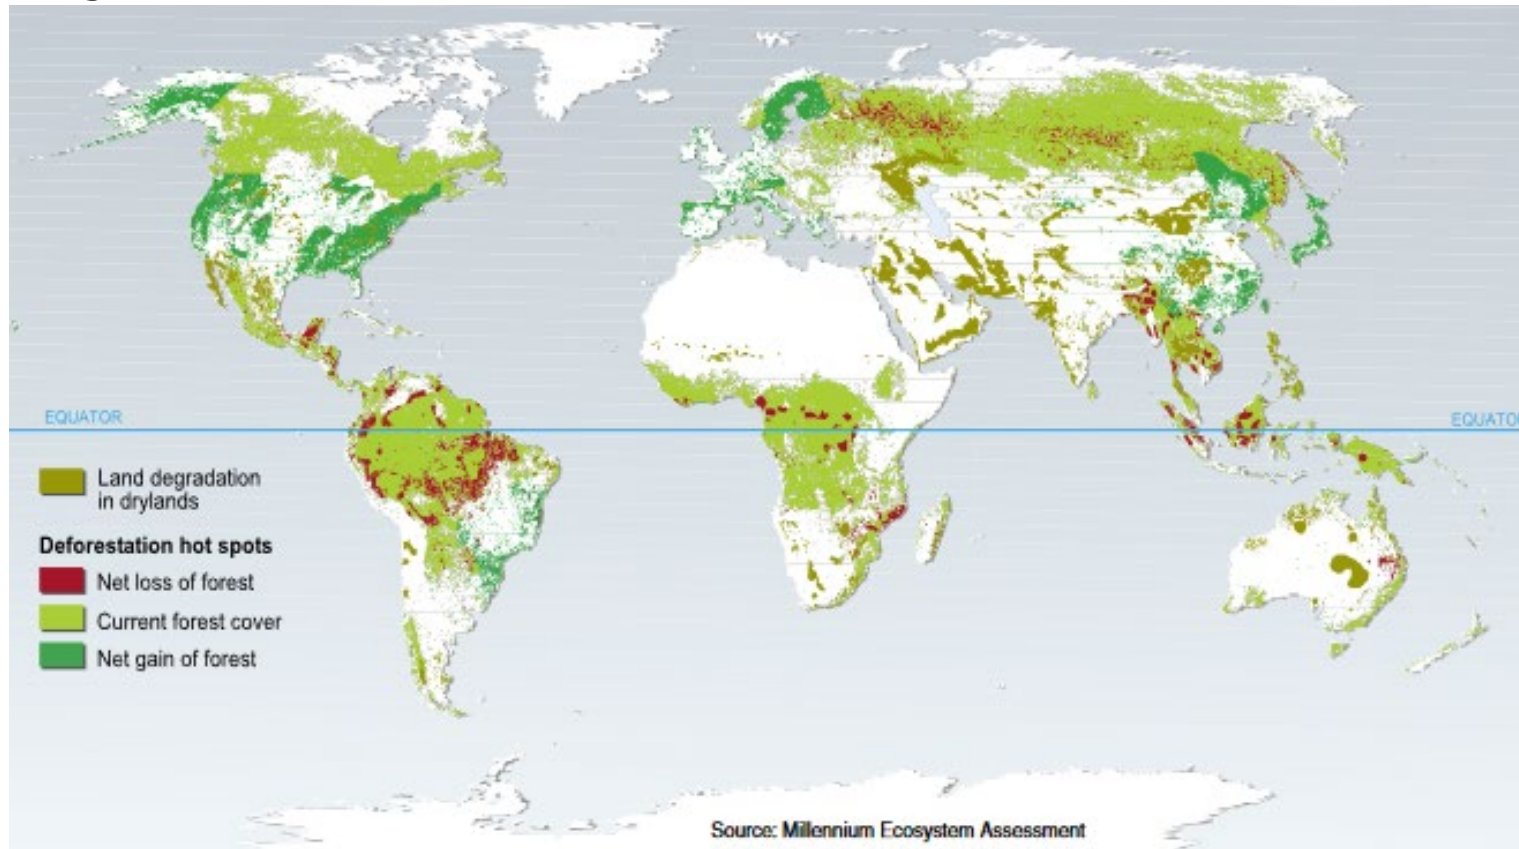 EQUATOR
EQUATO
Land degradation
in drylands
Deforestation hot spots
Net loss of forest
Current forest cover
Net gain of forest
Source: Millennium Ecosystem Assessment